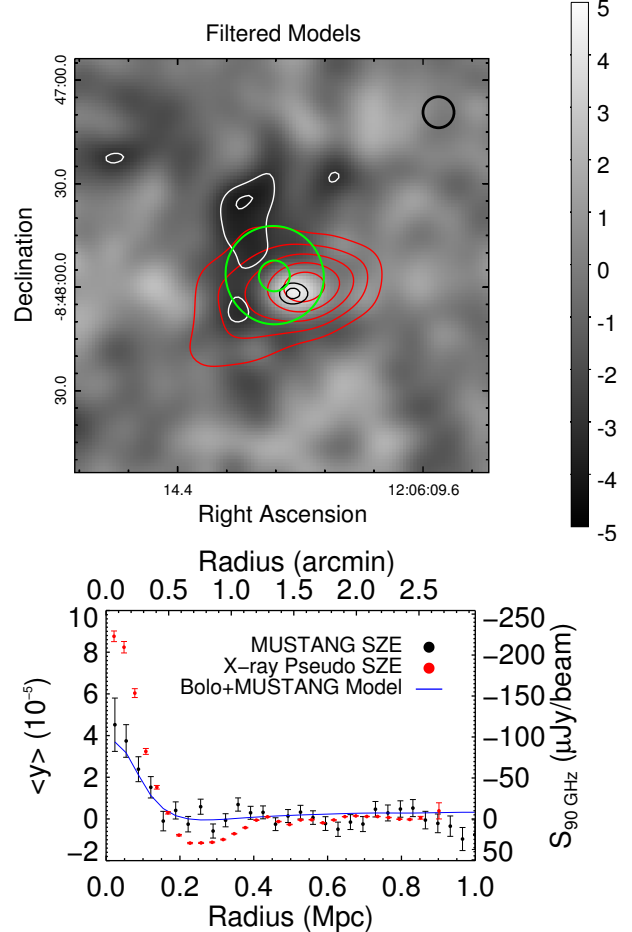 Filtered Models
5
4
3
2
1
0
-1
-2
-3
-4
-5
47:00.0
30.0
-8:48:00.0
30.0
Declination
14.4
12:06:09.6
Right Ascension
Radius (arcmin)
0.0 0.5 1.0 1.5 2.0 2.5
10
8
6
4
2
0
−2
<y> (10⁻⁵)
MUSTANG SZE
X-ray Pseudo SZE
Bolo+MUSTANG Model
−250
−200
−150
−100
−50
0
50
S90 GHz (μJy/beam)
0.0 0.2 0.4 0.6 0.8 1.0
Radius (Mpc)